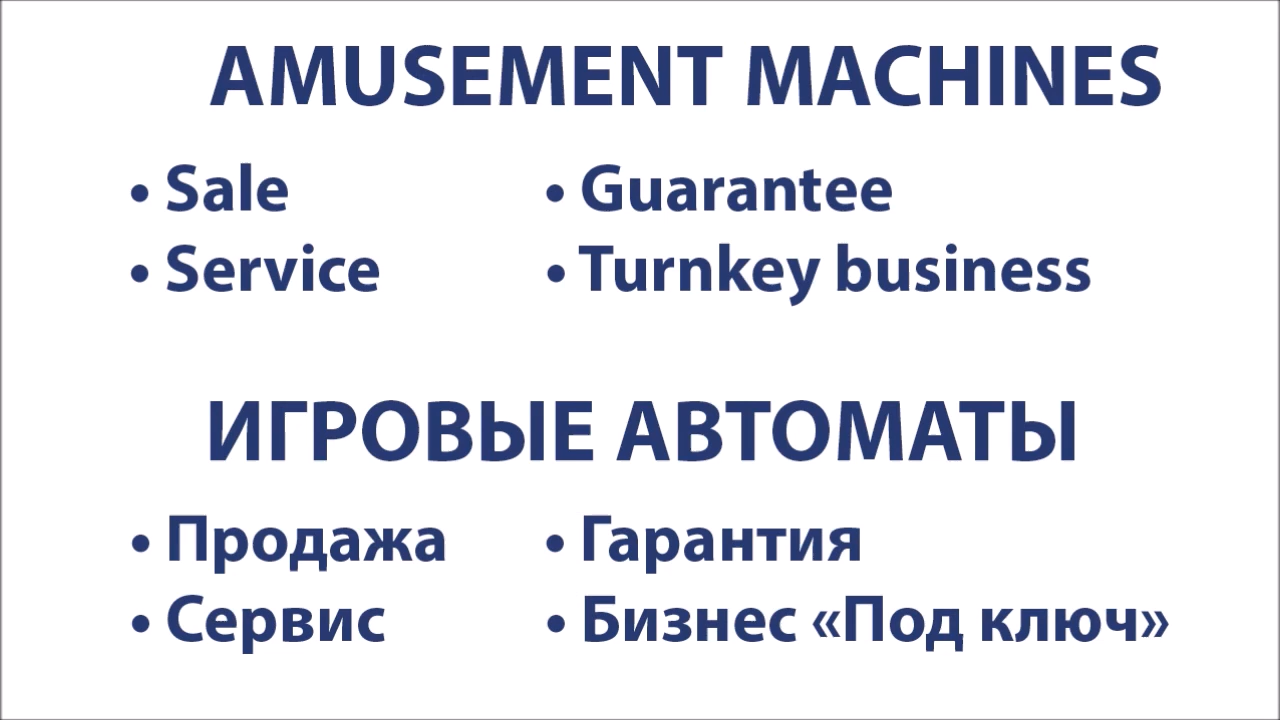 AMUSEMENT MACHINES
• Sale • Guarantee
• Service • Turnkey business
ИГРОВЫЕ АВТОМАТЫ
• Продажа • Гарантия
• Сервис • Бизнес «Под ключ»